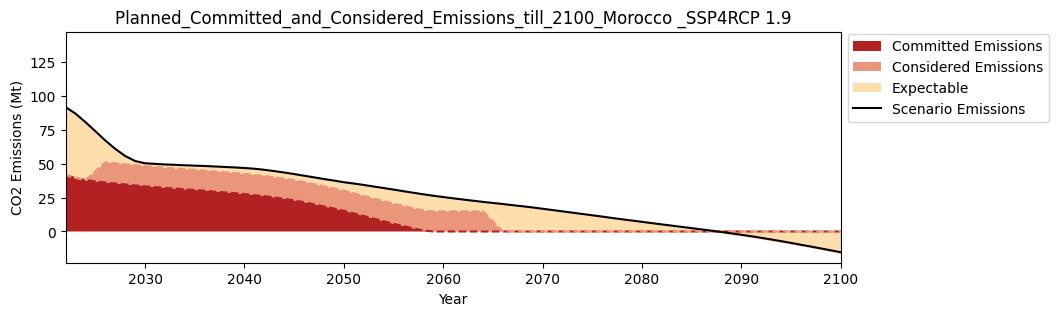 Planned_Committed_and_Considered_Emissions_till_2100_Morocco _SSP4RCP 1.9
Committed Emissions
Considered Emissions
Expectable
Scenario Emissions
CO2 Emissions (Mt)
125
100
75
50
25
0
2030 2040 2050 2060 2070 2080 2090 2100
Year